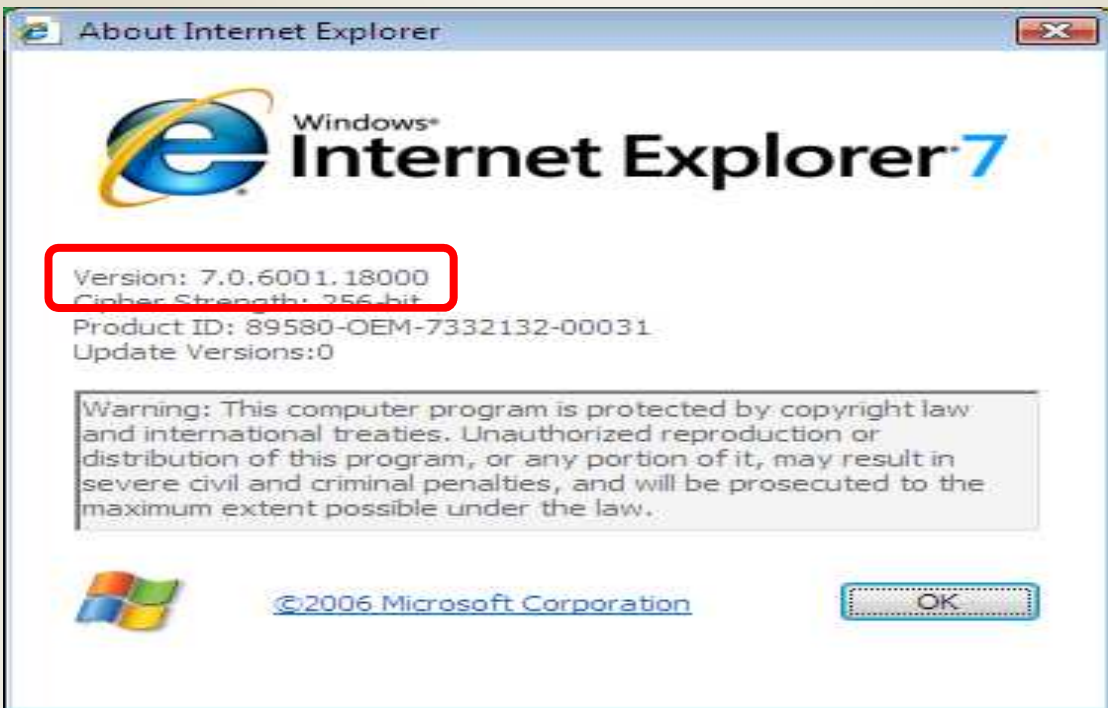 About Internet Explorer
Windows®
Internet Explorer 7
Version: 7.0.6001.18000
Cipher Strength: 256-bit
Product ID: 89580-OEM-7332132-00031
Update Versions:0
Warning: This computer program is protected by copyright law
and international treaties. Unauthorized reproduction or
distribution of this program, or any portion of it, may result in
severe civil and criminal penalties, and will be prosecuted to the
maximum extent possible under the law.
©2006 Microsoft Corporation
OK